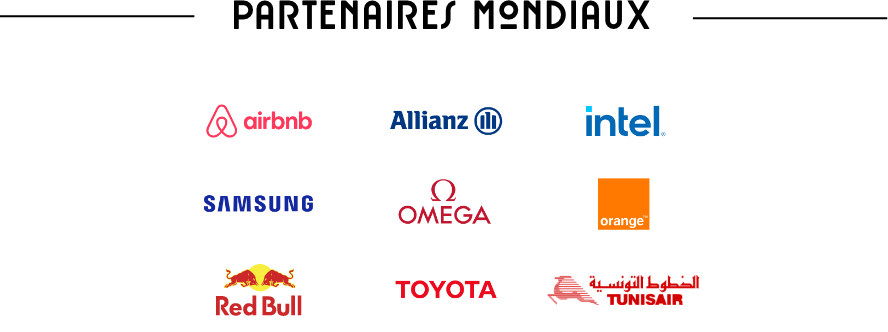 PARTENAIRES MONDIAUX
airbnb
Allianz
intel
SAMSUNG
OMEGA
orange
Red Bull
TOYOTA
الخطوط التونسية
TUNISAIR